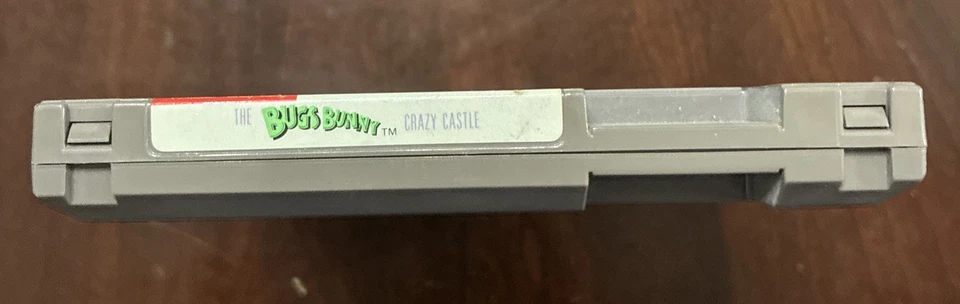 THE BUGS BUNNY™ CRAZY CASTLE